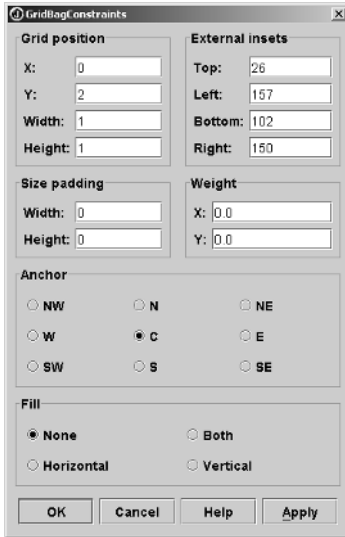 GridBagConstraints
Grid position
X: 0
Y: 2
Width: 1
Height: 1
External insets
Top: 26
Left: 157
Bottom: 102
Right: 150
Size padding
Width: 0
Height: 0
Weight
X: 0.0
Y: 0.0
Anchor
NW N NE
W C E
SW S SE
Fill
None Both
Horizontal Vertical
OK Cancel Help Apply